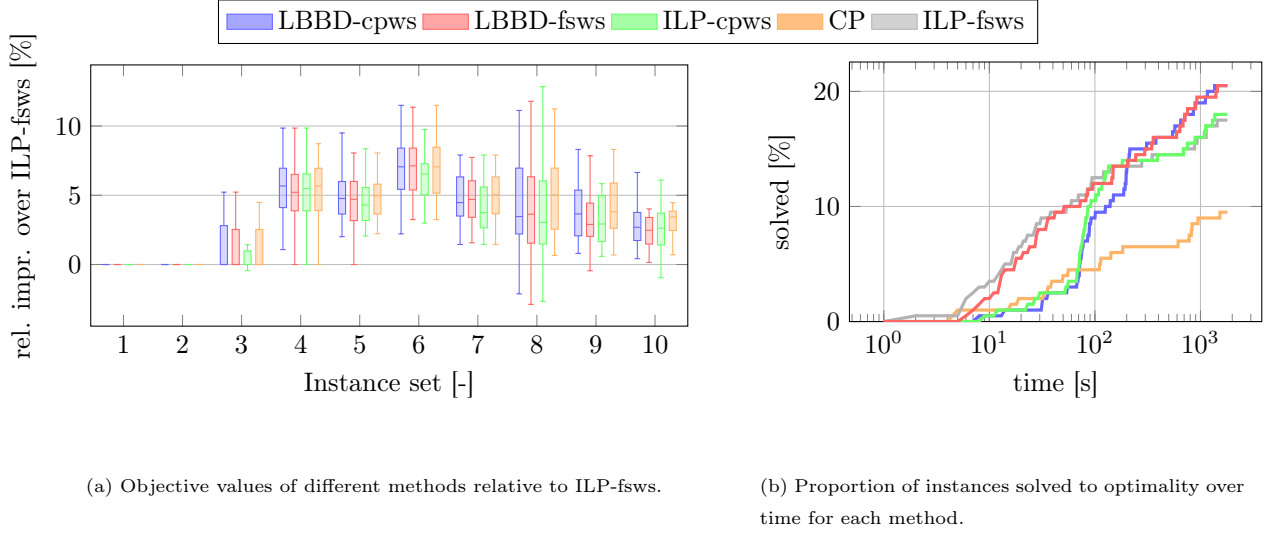 LBBD-cpws LBBD-fsws ILP-cpws CP ILP-fsws
rel. impr. over ILP-fsws [%]
10
5
0
1 2 3 4 5 6 7 8 9 10
Instance set [-]
(a) Objective values of different methods relative to ILP-fsws.
solved [%]
20
10
0
10^0 10^1 10^2 10^3
time [s]
(b) Proportion of instances solved to optimality over
time for each method.